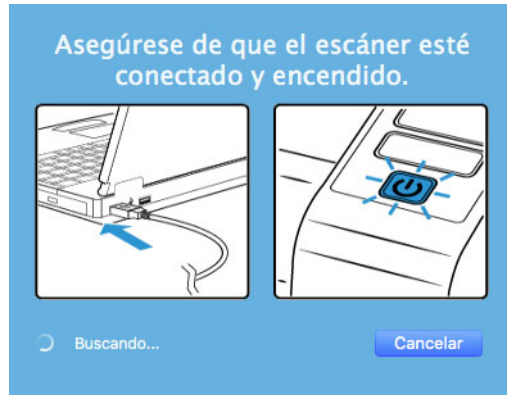 Asegúrese de que el escáner esté
conectado y encendido.
Buscando...
Cancelar